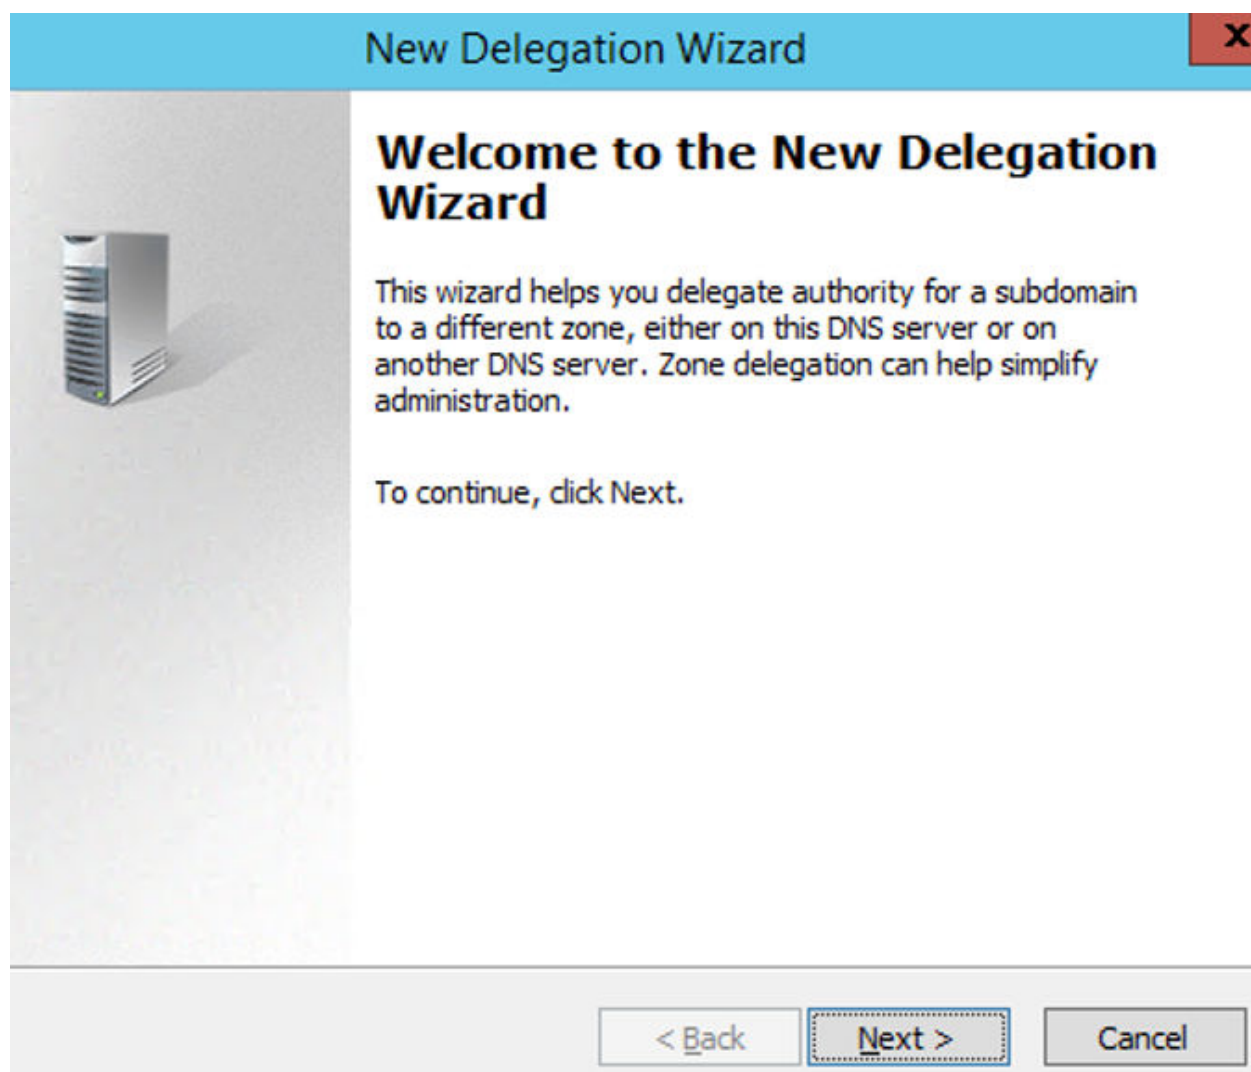 New Delegation Wizard
x
Welcome to the New Delegation
Wizard
This wizard helps you delegate authority for a subdomain
to a different zone, either on this DNS server or on
another DNS server. Zone delegation can help simplify
administration.
To continue, click Next.
< Back
Next >
Cancel